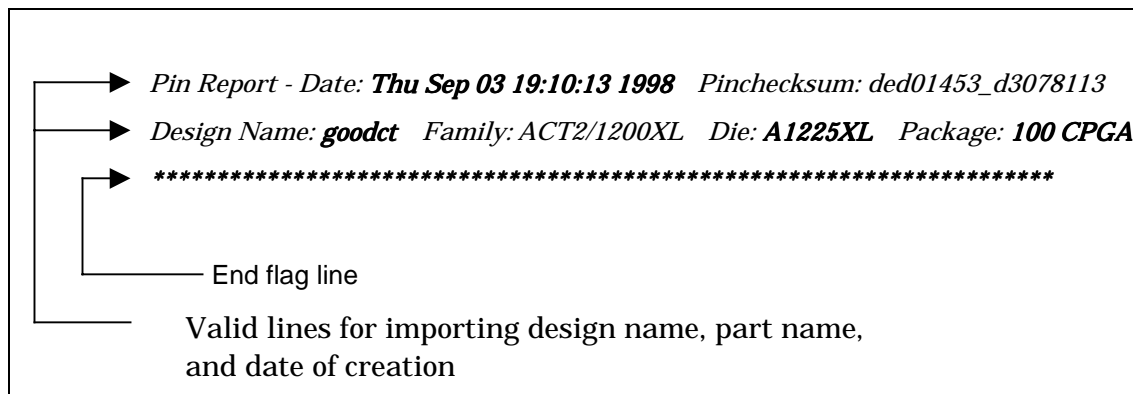 Pin Report - Date: Thu Sep 03 19:10:13 1998 Pinchecksum: ded01453_d3078113
Design Name: goodct Family: ACT2/1200XL Die: A1225XL Package: 100 CPGA
***********************************************************************
End flag line
Valid lines for importing design name, part name,
and date of creation